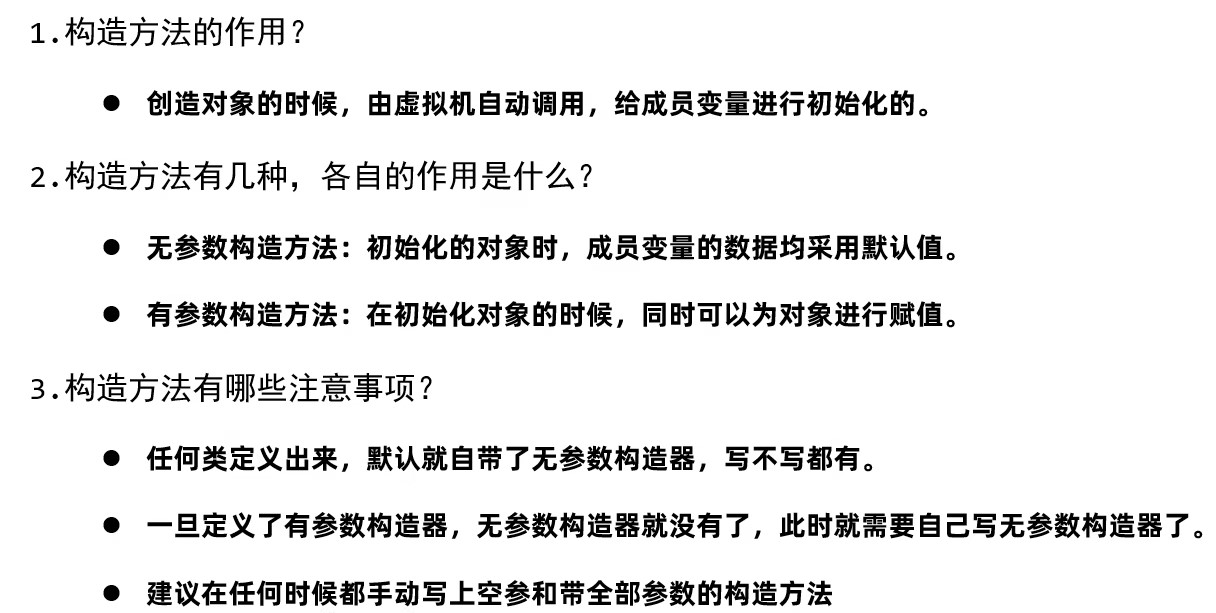 1.构造方法的作用？
● 创造对象的时候，由虚拟机自动调用，给成员变量进行初始化的。
2.构造方法有几种，各自的作用是什么？
● 无参数构造方法：初始化的对象时，成员变量的数据均采用默认值。
● 有参数构造方法：在初始化对象的时候，同时可以为对象进行赋值。
3.构造方法有哪些注意事项？
● 任何类定义出来，默认就自带了无参数构造器，写不写都有。
● 一旦定义了有参数构造器，无参数构造器就没有了，此时就需要自己写无参数构造器了。
● 建议在任何时候都手动写上空参和带全部参数的构造方法